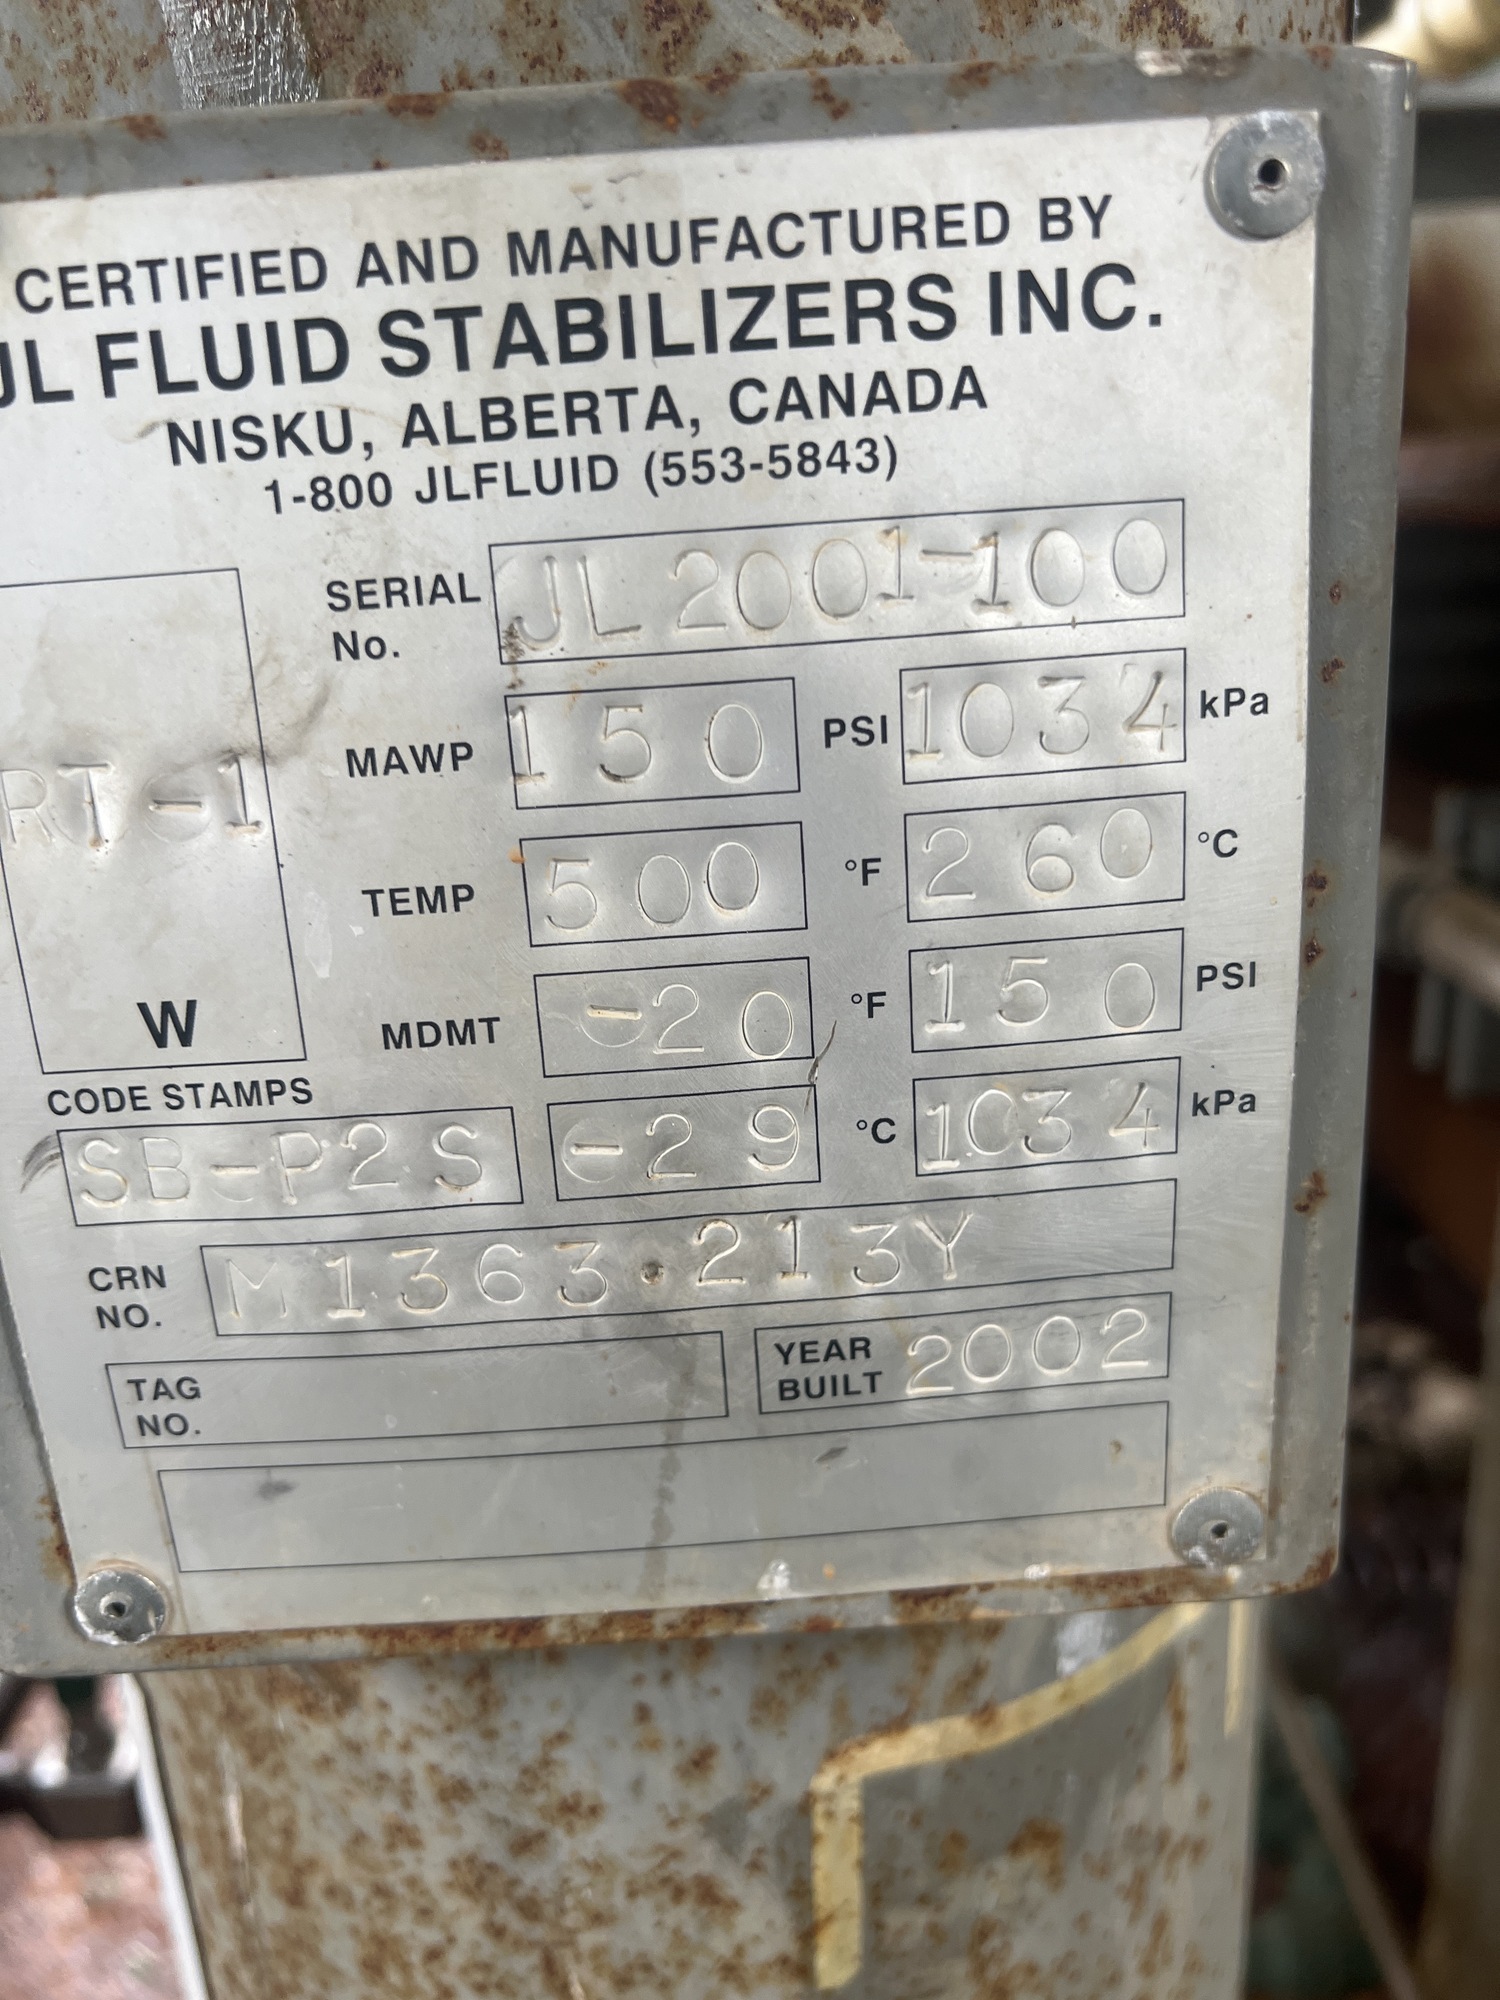 CERTIFIED AND MANUFACTURED BY
JL FLUID STABILIZERS INC.
NISKU, ALBERTA, CANADA
1-800 JLFLUID (553-5843)
SERIAL No. JL2001-100
MAWP 150 PSI 1034 kPa
RT-1
TEMP 500 °F 260 °C
W
MDMT -20 °F 150 PSI
CODE STAMPS
SB-P2S -29 °C 1034 kPa
CRN NO. M1363.213Y
TAG NO.
YEAR BUILT 2002